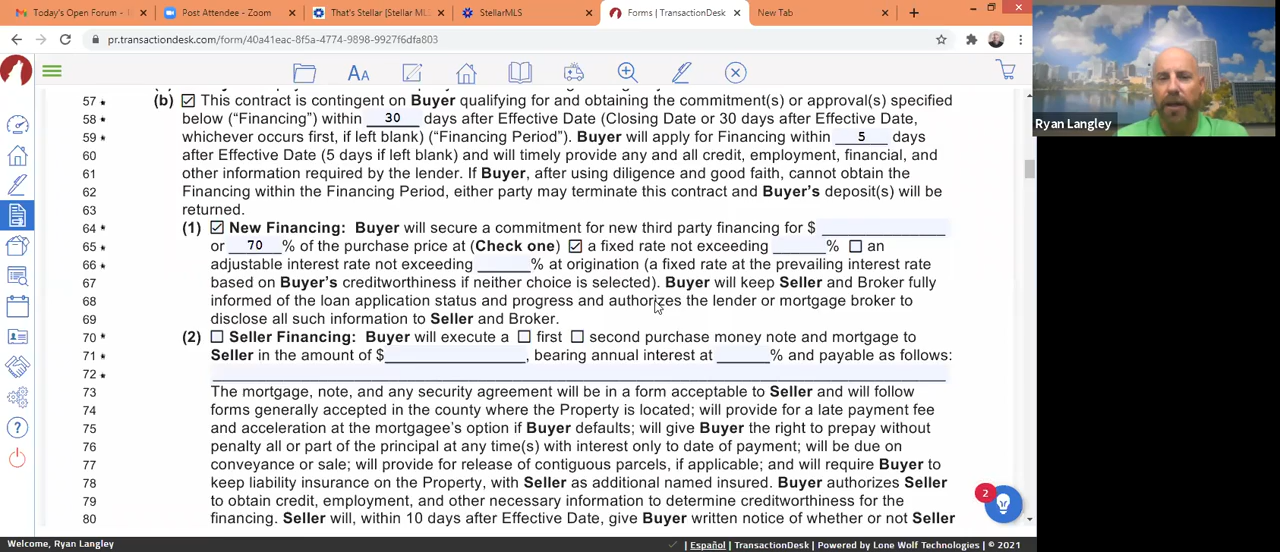 Today's Open Forum -
Post Attendee - Zoom
That's Stellar [Stellar MLS
StellarMLS
Forms | TransactionDesk
New Tab
pr.transactiondesk.com/form/40a41eac-8f5a-4774-9898-9927f6dfa803
Ryan Langley
57 (b) This contract is contingent on Buyer qualifying for and obtaining the commitment(s) or approval(s) specified
58 below ("Financing") within 30 days after Effective Date (Closing Date or 30 days after Effective Date,
59 whichever occurs first, if left blank) ("Financing Period"). Buyer will apply for Financing within 5 days
60 after Effective Date (5 days if left blank) and will timely provide any and all credit, employment, financial, and
61 other information required by the lender. If Buyer, after using diligence and good faith, cannot obtain the
62 Financing within the Financing Period, either party may terminate this contract and Buyer's deposit(s) will be
63 returned.
64 (1) New Financing: Buyer will secure a commitment for new third party financing for $
65 or 70 % of the purchase price at (Check one) a fixed rate not exceeding % an
66 adjustable interest rate not exceeding % at origination (a fixed rate at the prevailing interest rate
67 based on Buyer's creditworthiness if neither choice is selected). Buyer will keep Seller and Broker fully
68 informed of the loan application status and progress and authorizes the lender or mortgage broker to
69 disclose all such information to Seller and Broker.
70 (2) Seller Financing: Buyer will execute a first second purchase money note and mortgage to
71 Seller in the amount of $, bearing annual interest at % and payable as follows:
72
73 The mortgage, note, and any security agreement will be in a form acceptable to Seller and will follow
74 forms generally accepted in the county where the Property is located; will provide for a late payment fee
75 and acceleration at the mortgagee's option if Buyer defaults; will give Buyer the right to prepay without
76 penalty all or part of the principal at any time(s) with interest only to date of payment; will be due on
77 conveyance or sale; will provide for release of contiguous parcels, if applicable; and will require Buyer to
78 keep liability insurance on the Property, with Seller as additional named insured. Buyer authorizes Seller
79 to obtain credit, employment, and other necessary information to determine creditworthiness for the
80 financing. Seller will, within 10 days after Effective Date, give Buyer written notice of whether or not Seller
2
Welcome, Ryan Langley
| Español | TransactionDesk | Powered by Lone Wolf Technologies | © 2021